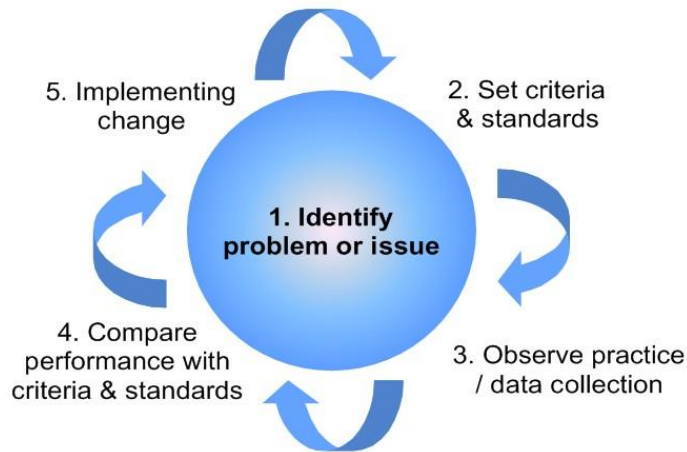 1. Identify
problem or issue
2. Set criteria
& standards
3. Observe practice
/ data collection
4. Compare
performance with
criteria & standards
5. Implementing
change